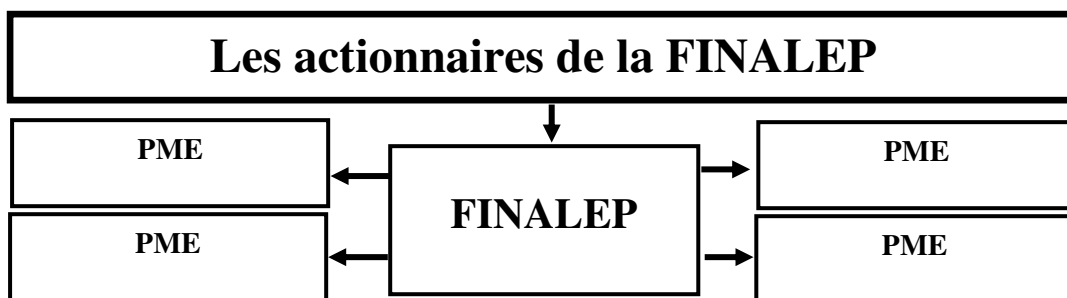 Les actionnaires de la FINALEP
PME
PME
FINALEP
PME
PME